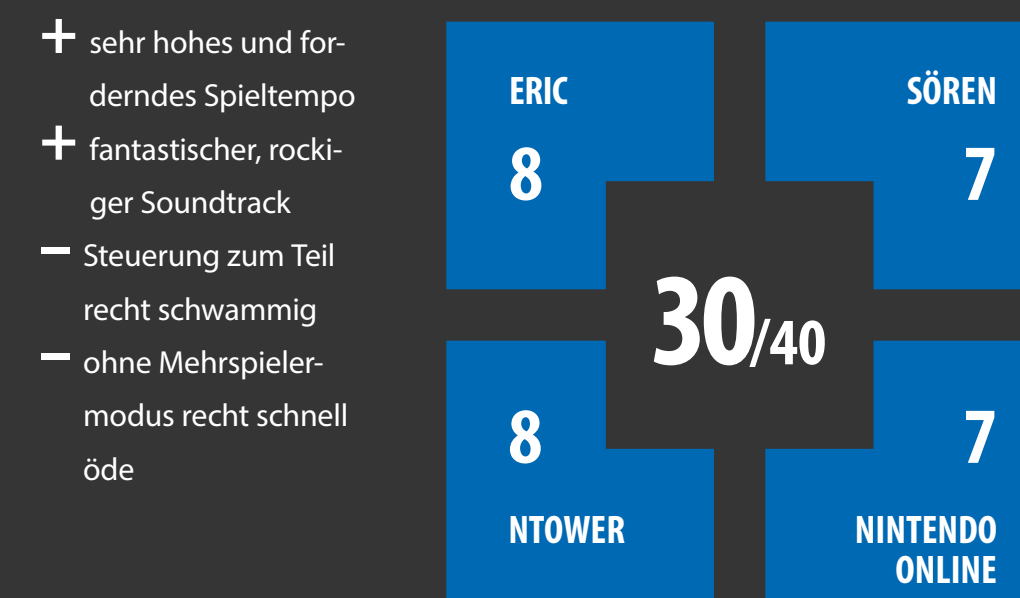 + sehr hohes und for-
derndes Spieltempo
+ fantastischer, rocki-
ger Soundtrack
– Steuerung zum Teil
recht schwammig
– ohne Mehrspieler-
modus recht schnell
öde
ERIC
8
SÖREN
7
30/40
8
NTOWER
7
NINTENDO
ONLINE